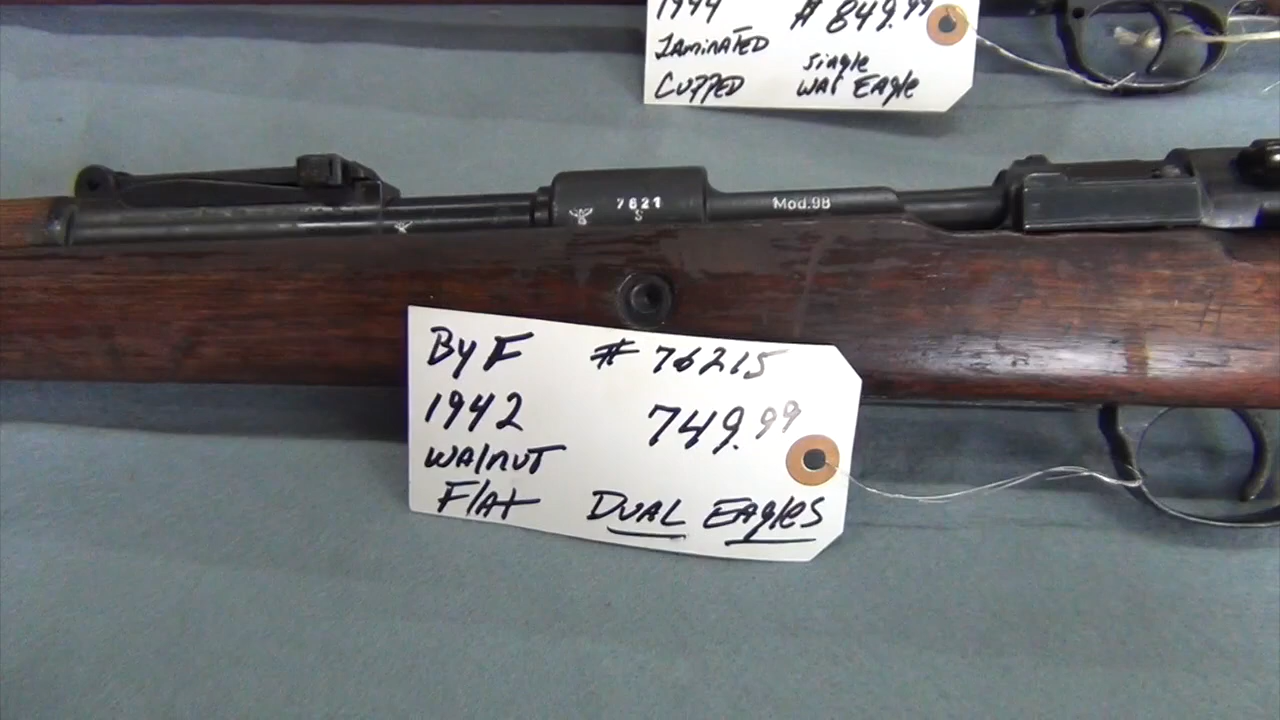 1944 # 849.99
LAMINATED
single
CUPPED WAR EAgle
7621
S
Mod.98
ByF # 76215
1942 749.99
WAlNUT
FlAT DUAL EAglES